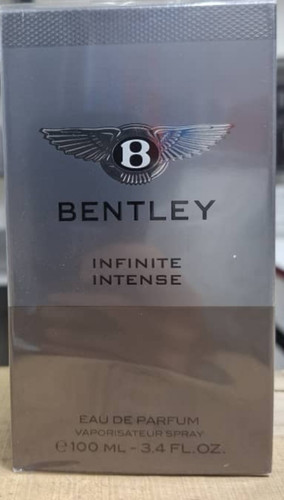 B
BENTLEY
INFINITE
INTENSE
EAU DE PARFUM
VAPORISATEUR SPRAY
℮100 ML - 3.4 FL.OZ.